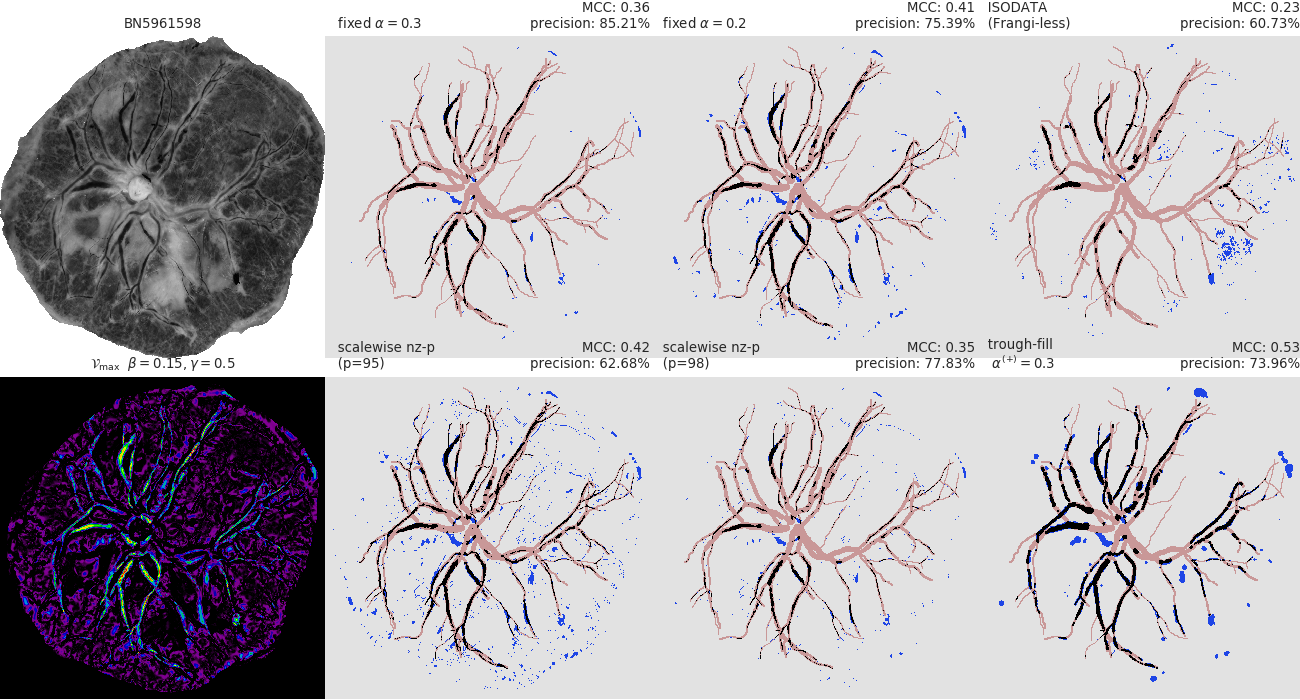 BN5961598
fixed α = 0.3
MCC: 0.36
precision: 85.21%
fixed α = 0.2
MCC: 0.41
precision: 75.39%
ISODATA
(Frangi-less)
MCC: 0.23
precision: 60.73%
𝒱max β = 0.15, γ = 0.5
scalewise nz-p
(p=95)
MCC: 0.42
precision: 62.68%
scalewise nz-p
(p=98)
MCC: 0.35
precision: 77.83%
trough-fill
α(+) = 0.3
MCC: 0.53
precision: 73.96%